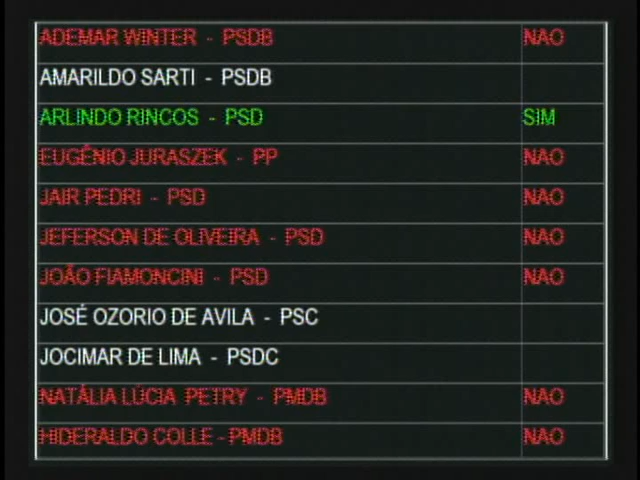 ADEMAR WINTER - PSDB NAO
AMARILDO SARTI - PSDB
ARLINDO RINCOS - PSD SIM
EUGÊNIO JURASZEK - PP NAO
JAIR PEDRI - PSD NAO
JEFERSON DE OLIVEIRA - PSD NAO
JOÃO FIAMONCINI - PSD NAO
JOSÉ OZORIO DE AVILA - PSC
JOCIMAR DE LIMA - PSDC
NATÁLIA LÚCIA PETRY - PMDB NAO
HIDERALDO COLLE - PMDB NAO